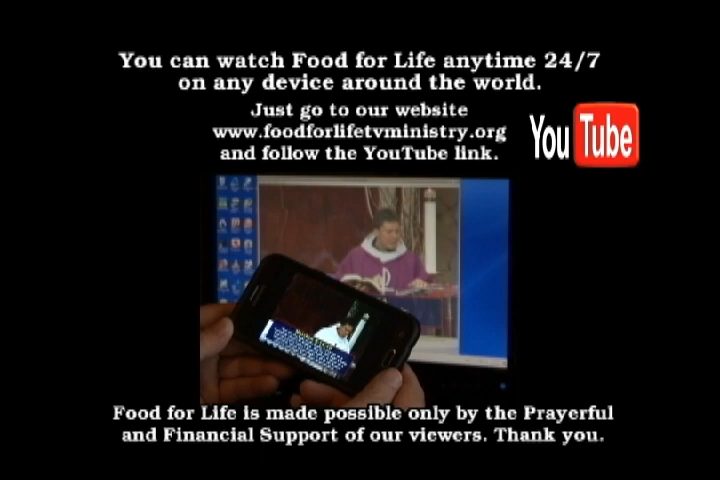 You can watch Food for Life anytime 24/7
on any device around the world.
Just go to our website
www.foodforlifetvministry.org
and follow the YouTube link.
You Tube
Food for Life is made possible only by the Prayerful
and Financial Support of our viewers. Thank you.